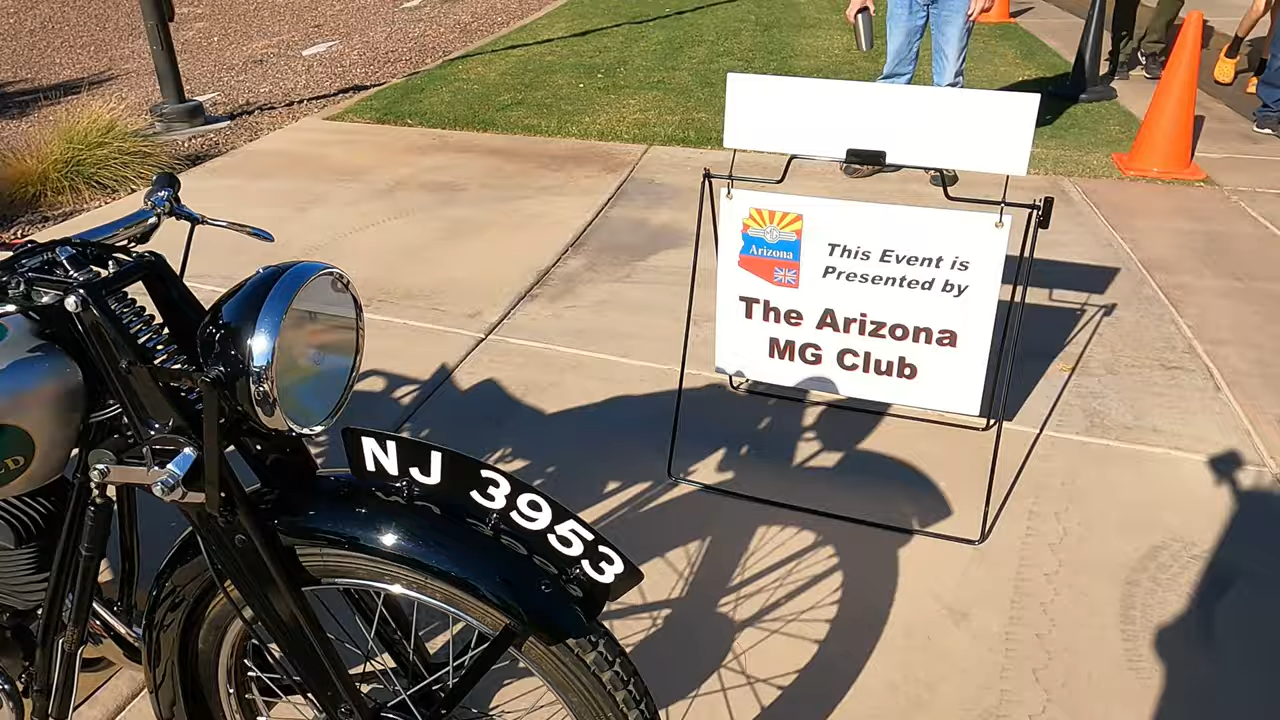 Arizona
This Event is
Presented by
The Arizona
MG Club
NJ 3953